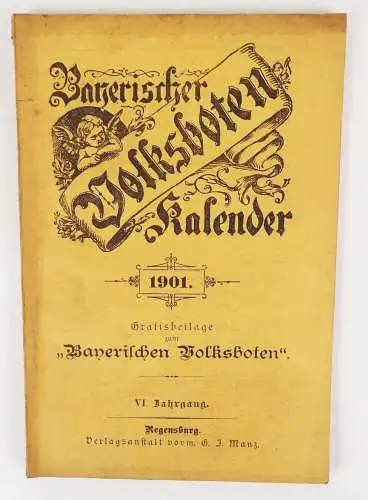 Bayerischer
Volksboten
Kalender
1901.
Gratisbeilage
zum
„Bayerischen Volksboten“.
VI. Jahrgang.
Regensburg.
Verlagsanstalt vorm. G. J. Manz.